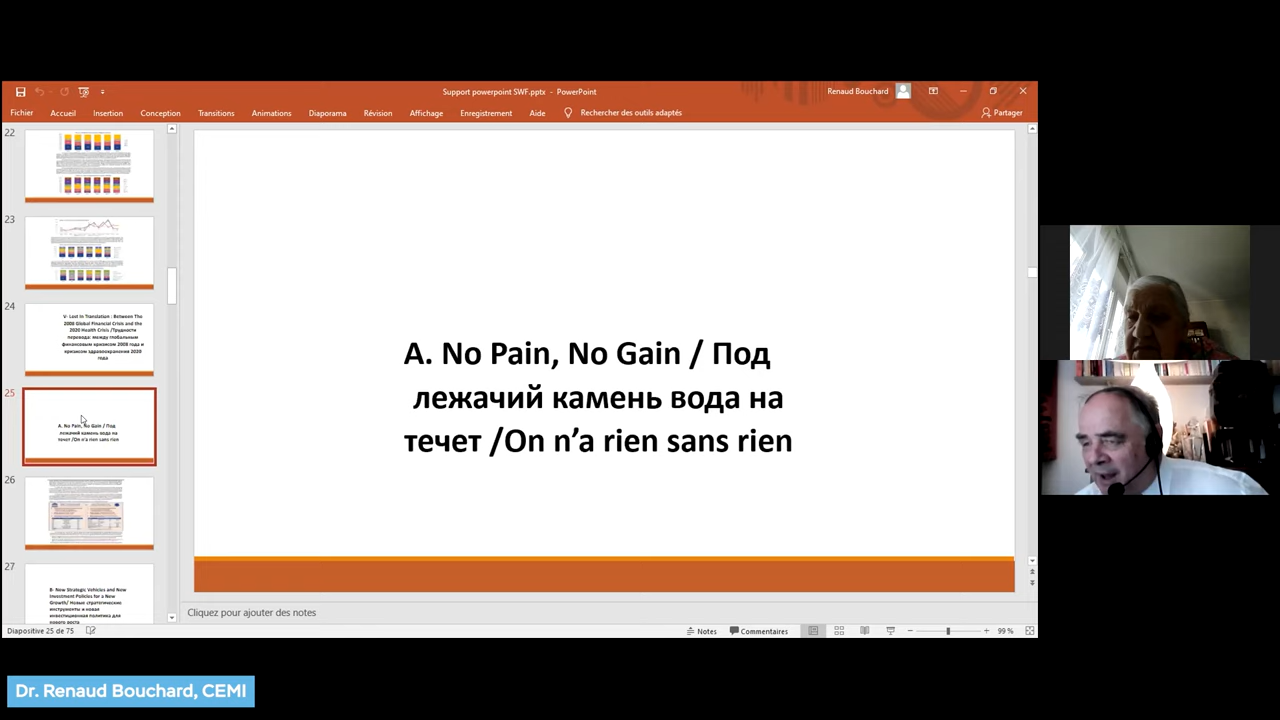 Support powerpoint SWF.pptx - PowerPoint
Renaud Bouchard
Fichier Accueil Insertion Conception Transitions Animations Diaporama Révision Affichage Enregistrement Aide Rechercher des outils adaptés Partager
22
23
24
V- Lost In Translation : Between The
2008 Global Financial Crisis and the
2020 Health Crisis /Трудности
перевода: между глобальным
финансовым кризисом 2008 года и
кризисом здравоохранения 2020
года
25
A. No Pain, No Gain / Под
лежачий камень вода на
течет /On n'a rien sans rien
26
27
B- New Strategic Vehicles and New
Investment Policies for a New
Growth/ Новые стратегические
инструменты и новая
инвестиционная политика для
нового роста
A. No Pain, No Gain / Под
лежачий камень вода на
течет /On n’a rien sans rien
Cliquez pour ajouter des notes
Diapositive 25 de 75
Notes Commentaires 99 %
Dr. Renaud Bouchard, CEMI